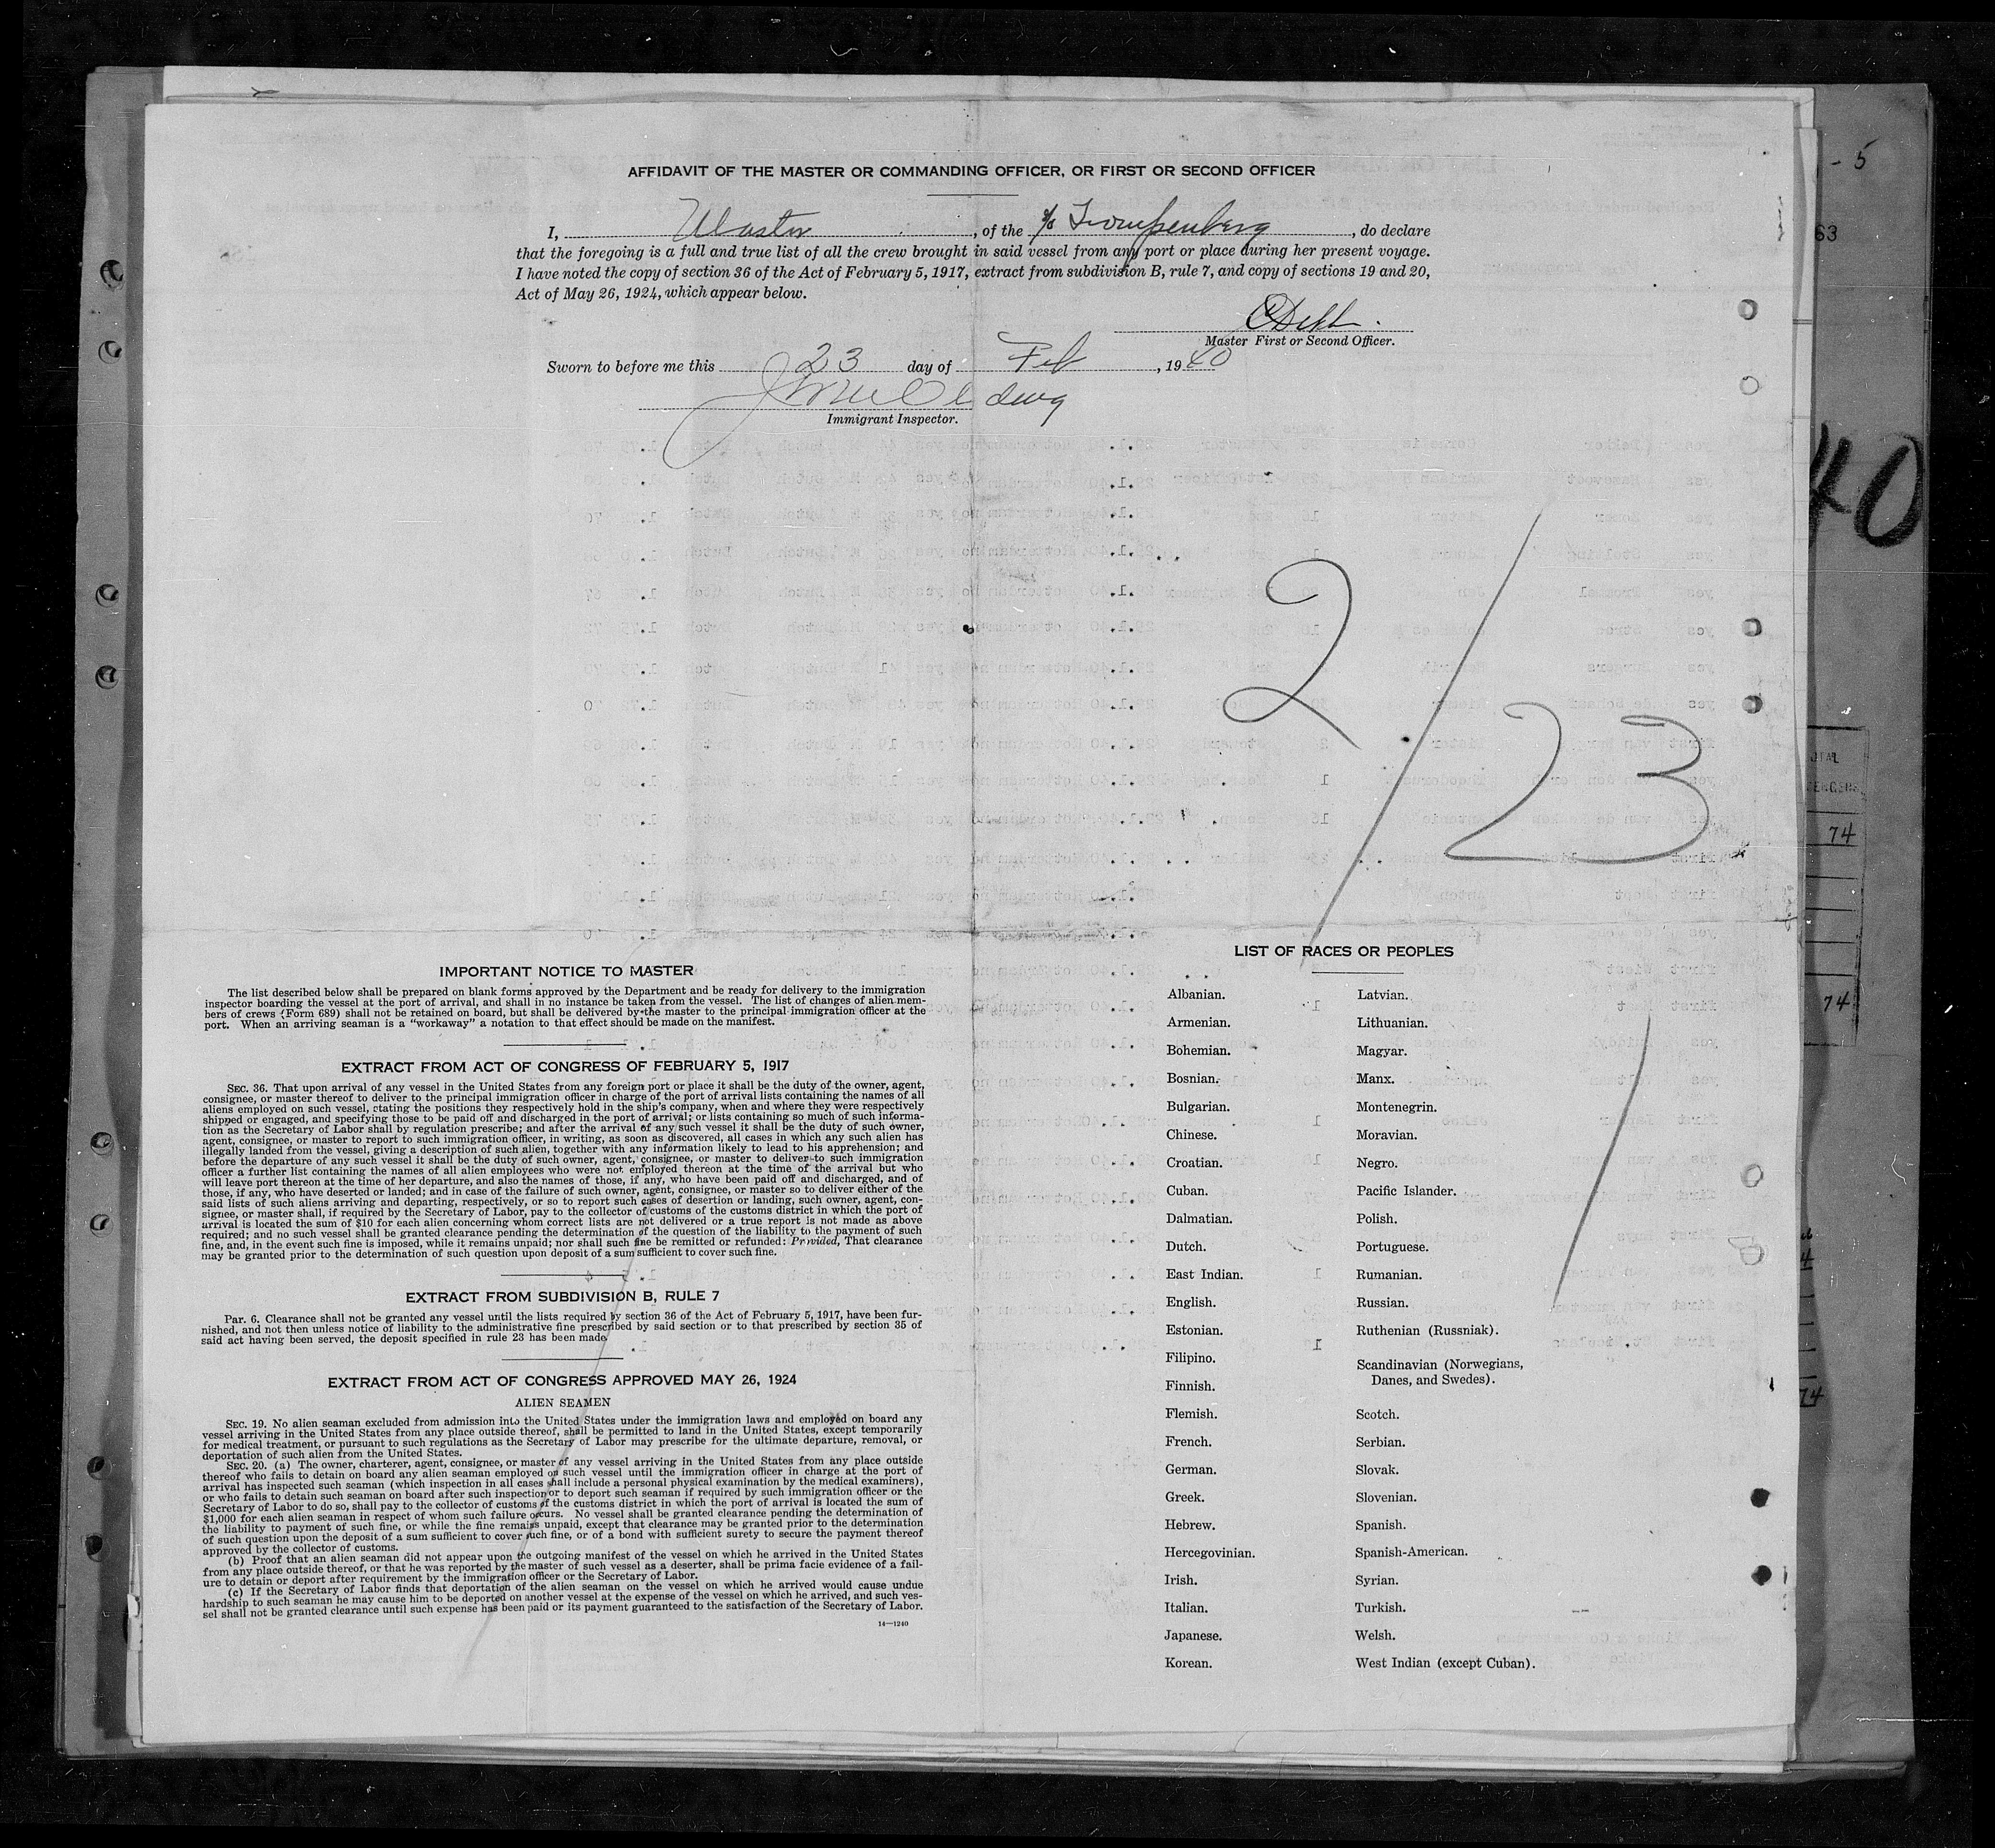 AFFIDAVIT OF THE MASTER OR COMMANDING OFFICER, OR FIRST OR SECOND OFFICER
I, Master, of the s/s Trompenberg, do declare
that the foregoing is a full and true list of all the crew brought in said vessel from any port or place during her present voyage.
I have noted the copy of section 36 of the Act of February 5, 1917, extract from subdivision B, rule 7, and copy of sections 19 and 20,
Act of May 26, 1924, which appear below.
Master First or Second Officer.
Sworn to before me this 23 day of Feb, 1940
Immigrant Inspector.
2/23
IMPORTANT NOTICE TO MASTER
The list described below shall be prepared on blank forms approved by the Department and be ready for delivery to the immigration
inspector boarding the vessel at the port of arrival, and shall in no instance be taken from the vessel. The list of changes of alien mem-
bers of crews (Form 689) shall not be retained on board, but shall be delivered by the master to the principal immigration officer at the
port. When an arriving seaman is a "workaway" a notation to that effect should be made on the manifest.
EXTRACT FROM ACT OF CONGRESS OF FEBRUARY 5, 1917
SEC. 36. That upon arrival of any vessel in the United States from any foreign port or place it shall be the duty of the owner, agent,
consignee, or master thereof to deliver to the principal immigration officer in charge of the port of arrival lists containing the names of all
aliens employed on such vessel, stating the positions they respectively hold in the ship's company, when and where they were respectively
shipped or engaged, and specifying those to be paid off and discharged in the port of arrival; or lists containing so much of such informa-
tion as the Secretary of Labor shall by regulation prescribe; and after the arrival of any such vessel it shall be the duty of such owner,
agent, consignee, or master to report to such immigration officer, in writing, as soon as discovered, all cases in which any such alien has
illegally landed from the vessel, giving a description of such alien, together with any information likely to lead to his apprehension; and
before the departure of any such vessel it shall be the duty of such owner, agent, consignee, or master to deliver to such immigration
officer a further list containing the names of all alien employees who were not employed thereon at the time of the arrival but who
will leave port thereon at the time of her departure, and also the names of those, if any, who have been paid off and discharged, and of
those, if any, who have deserted or landed; and in case of the failure of such owner, agent, consignee, or master so to deliver either of the
said lists of such aliens arriving and departing, respectively, or so to report such cases of desertion or landing, such owner, agent, con-
signee, or master shall, if required by the Secretary of Labor, pay to the collector of customs of the customs district in which the port of
arrival is located the sum of $10 for each alien concerning whom correct lists are not delivered or a true report is not made as above
required; and no such vessel shall be granted clearance pending the determination of the question of the liability to the payment of such
fine, and, in the event such fine is imposed, while it remains unpaid; nor shall such fine be remitted or refunded: Provided, That clearance
may be granted prior to the determination of such question upon deposit of a sum sufficient to cover such fine.
EXTRACT FROM SUBDIVISION B, RULE 7
Par. 6. Clearance shall not be granted any vessel until the lists required by section 36 of the Act of February 5, 1917, have been fur-
nished, and not then unless notice of liability to the administrative fine prescribed by said section or to that prescribed by section 35 of
said act having been served, the deposit specified in rule 23 has been made.
EXTRACT FROM ACT OF CONGRESS APPROVED MAY 26, 1924
ALIEN SEAMEN
SEC. 19. No alien seaman excluded from admission into the United States under the immigration laws and employed on board any
vessel arriving in the United States from any place outside thereof, shall be permitted to land in the United States, except temporarily
for medical treatment, or pursuant to such regulations as the Secretary of Labor may prescribe for the ultimate departure, removal, or
deportation of such alien from the United States.
SEC. 20. (a) The owner, charterer, agent, consignee, or master of any vessel arriving in the United States from any place outside
thereof who fails to detain on board any alien seaman employed on such vessel until the immigration officer in charge at the port of
arrival has inspected such seaman (which inspection in all cases shall include a personal physical examination by the medical examiners),
or who fails to detain such seaman on board after such inspection or to deport such seaman if required by such immigration officer or the
Secretary of Labor to do so, shall pay to the collector of customs of the customs district in which the port of arrival is located the sum of
$1,000 for each alien seaman in respect of whom such failure occurs. No vessel shall be granted clearance pending the determination of
the liability to payment of such fine, or while the fine remains unpaid, except that clearance may be granted prior to the determination
of such question upon the deposit of a sum sufficient to cover such fine, or of a bond with sufficient surety to secure the payment thereof
approved by the collector of customs.
(b) Proof that an alien seaman did not appear upon the outgoing manifest of the vessel on which he arrived in the United States
from any place outside thereof, or that he was reported by the master of such vessel as a deserter, shall be prima facie evidence of a fail-
ure to detain or deport after requirement by the immigration officer or the Secretary of Labor.
(c) If the Secretary of Labor finds that deportation of the alien seaman on the vessel on which he arrived would cause undue
hardship to such seaman he may cause him to be deported on another vessel at the expense of the vessel on which he arrived, and such ves-
sel shall not be granted clearance until such expense has been paid or its payment guaranteed to the satisfaction of the Secretary of Labor.
14—1240
LIST OF RACES OR PEOPLES
Albanian.
Armenian.
Bohemian.
Bosnian.
Bulgarian.
Chinese.
Croatian.
Cuban.
Dalmatian.
Dutch.
East Indian.
English.
Estonian.
Filipino.
Finnish.
Flemish.
French.
German.
Greek.
Hebrew.
Hercegovinian.
Irish.
Italian.
Japanese.
Korean.
Latvian.
Lithuanian.
Magyar.
Manx.
Montenegrin.
Moravian.
Negro.
Pacific Islander.
Polish.
Portuguese.
Rumanian.
Russian.
Ruthenian (Russniak).
Scandinavian (Norwegians,
Danes, and Swedes).
Scotch.
Serbian.
Slovak.
Slovenian.
Spanish.
Spanish-American.
Syrian.
Turkish.
Welsh.
West Indian (except Cuban).
- 5
63
40
74
74
74